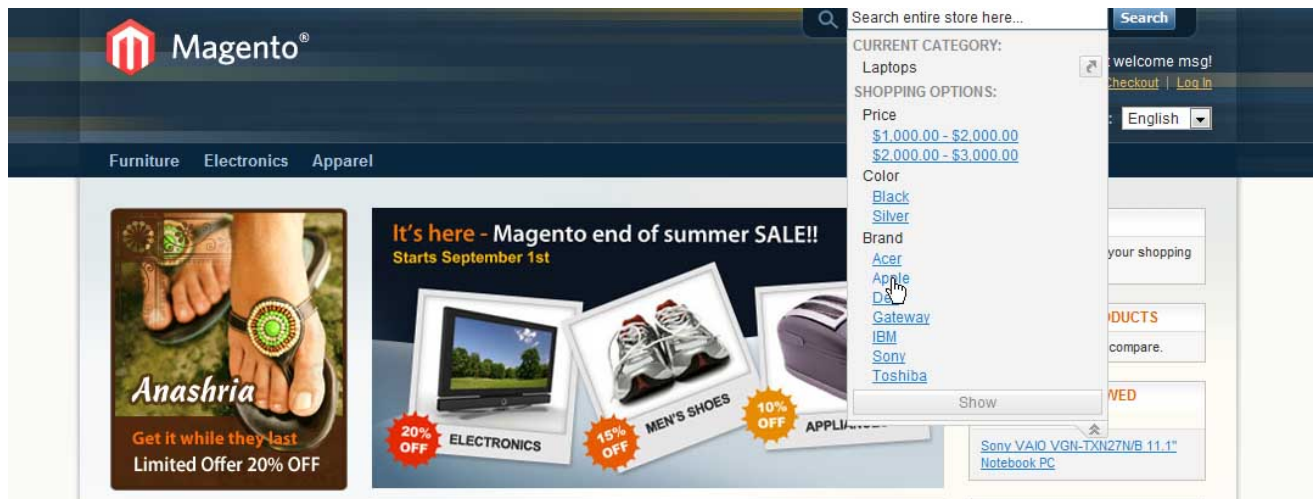 Magento®
Search entire store here...
Search
CURRENT CATEGORY:
Laptops
welcome msg!
SHOPPING OPTIONS:
Checkout | Log In
Price
English
$1,000.00 - $2,000.00
$2,000.00 - $3,000.00
Furniture Electronics Apparel
Color
Black
Silver
Brand
Acer
Apple
Gateway
IBM
Sony
Toshiba
Show
It's here - Magento end of summer SALE!!
Starts September 1st
Anashria
Get it while they last
Limited Offer 20% OFF
20%
OFF
ELECTRONICS
15%
OFF
MEN'S SHOES
10%
OFF
your shopping
compare.
Sony VAIO VGN-TXN27N/B 11.1"
Notebook PC